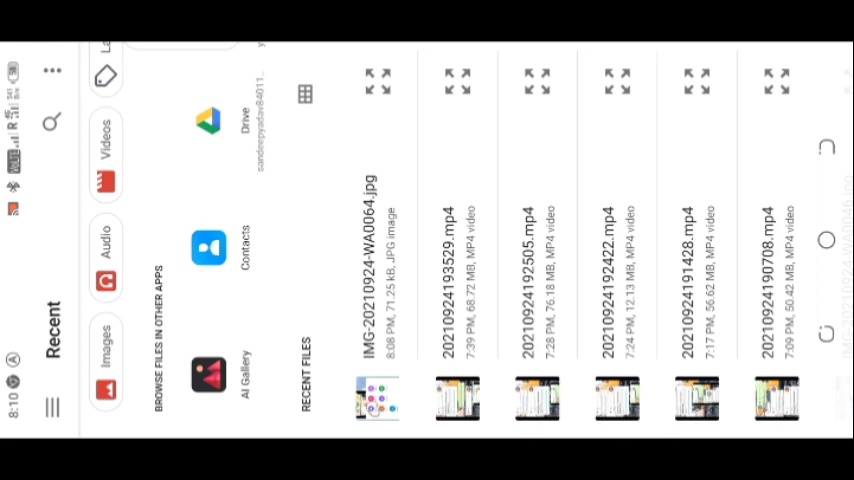 8:10
Recent
Images
Audio
Videos
La
BROWSE FILES IN OTHER APPS
AI Gallery
Contacts
Drive
sandeepyadav84011...
RECENT FILES
IMG-20210924-WA0064.jpg
8:08 PM, 71.25 kB, JPG image
20210924193529.mp4
7:39 PM, 68.72 MB, MP4 video
20210924192505.mp4
7:28 PM, 76.18 MB, MP4 video
20210924192422.mp4
7:24 PM, 12.13 MB, MP4 video
20210924191428.mp4
7:17 PM, 56.62 MB, MP4 video
20210924190708.mp4
7:09 PM, 50.42 MB, MP4 video